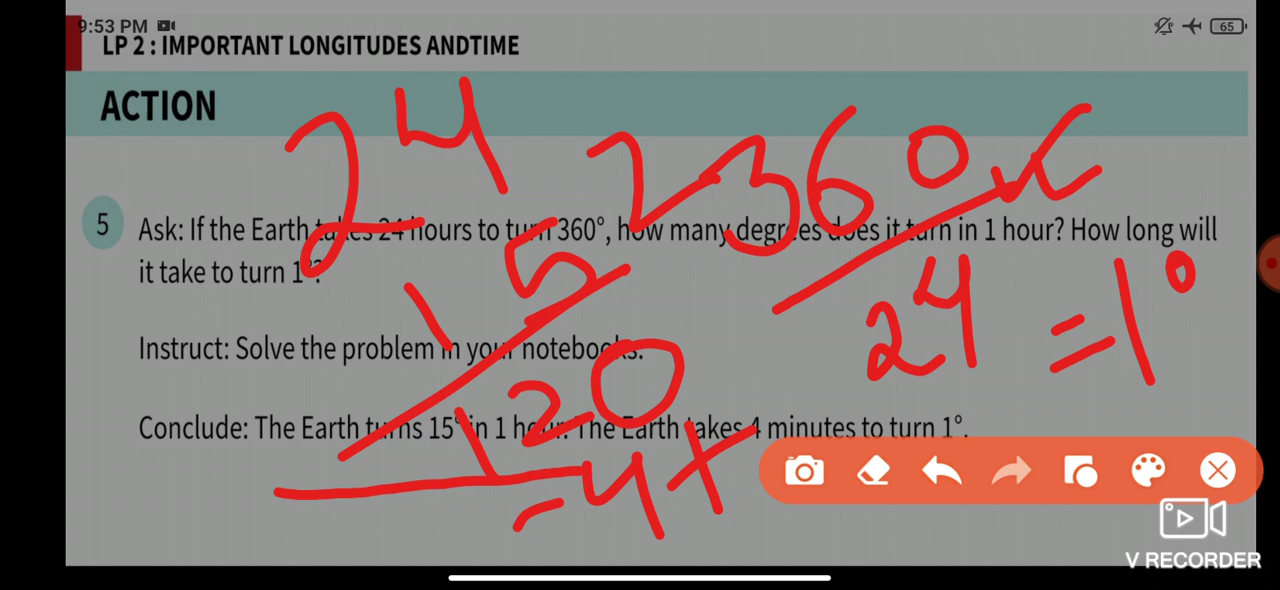 9:53 PM
65
LP 2 : IMPORTANT LONGITUDES ANDTIME
ACTION
24
2 360
5 Ask: If the Earth takes 24 hours to turn 360°, how many degrees does it turn in 1 hour? How long will
it take to turn 1°?
15
24 = 1°
Instruct: Solve the problem in your notebooks.
120
Conclude: The Earth turns 15° in 1 hour. The Earth takes 4 minutes to turn 1°.
= 4
V RECORDER